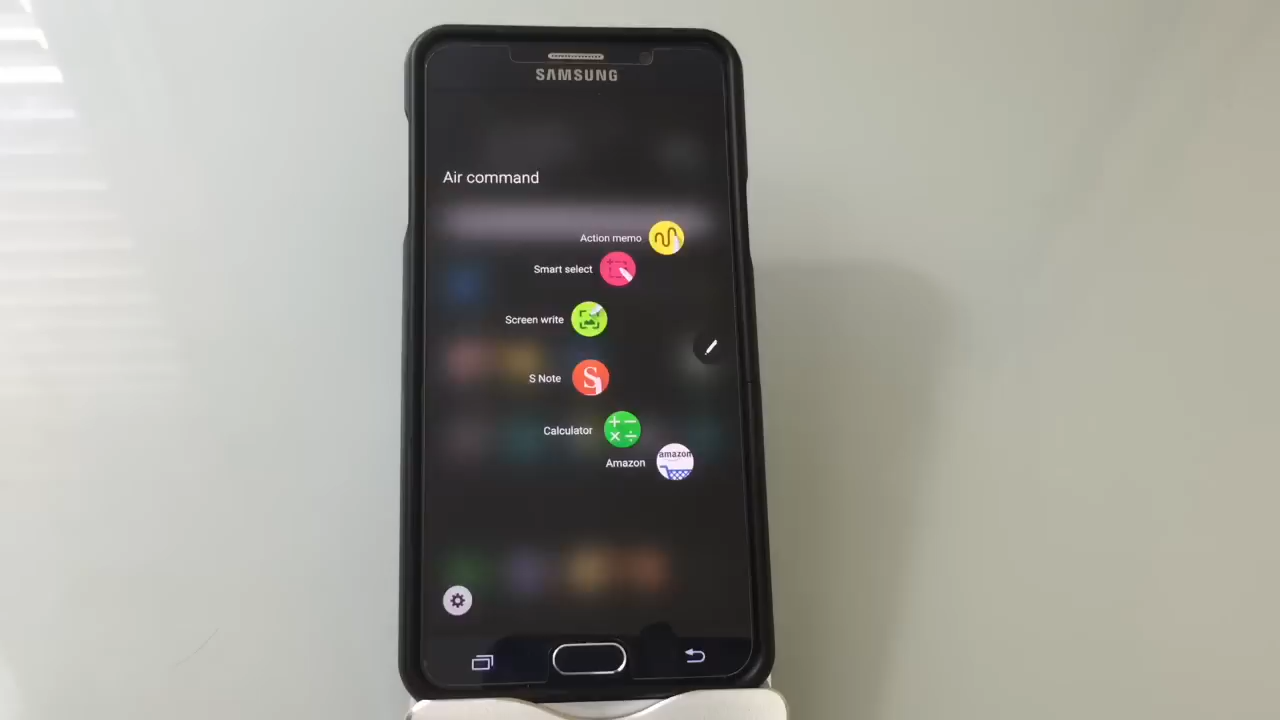 SAMSUNG
Air command
Action memo
Smart select
Screen write
S Note
S
Calculator
Amazon
amazon